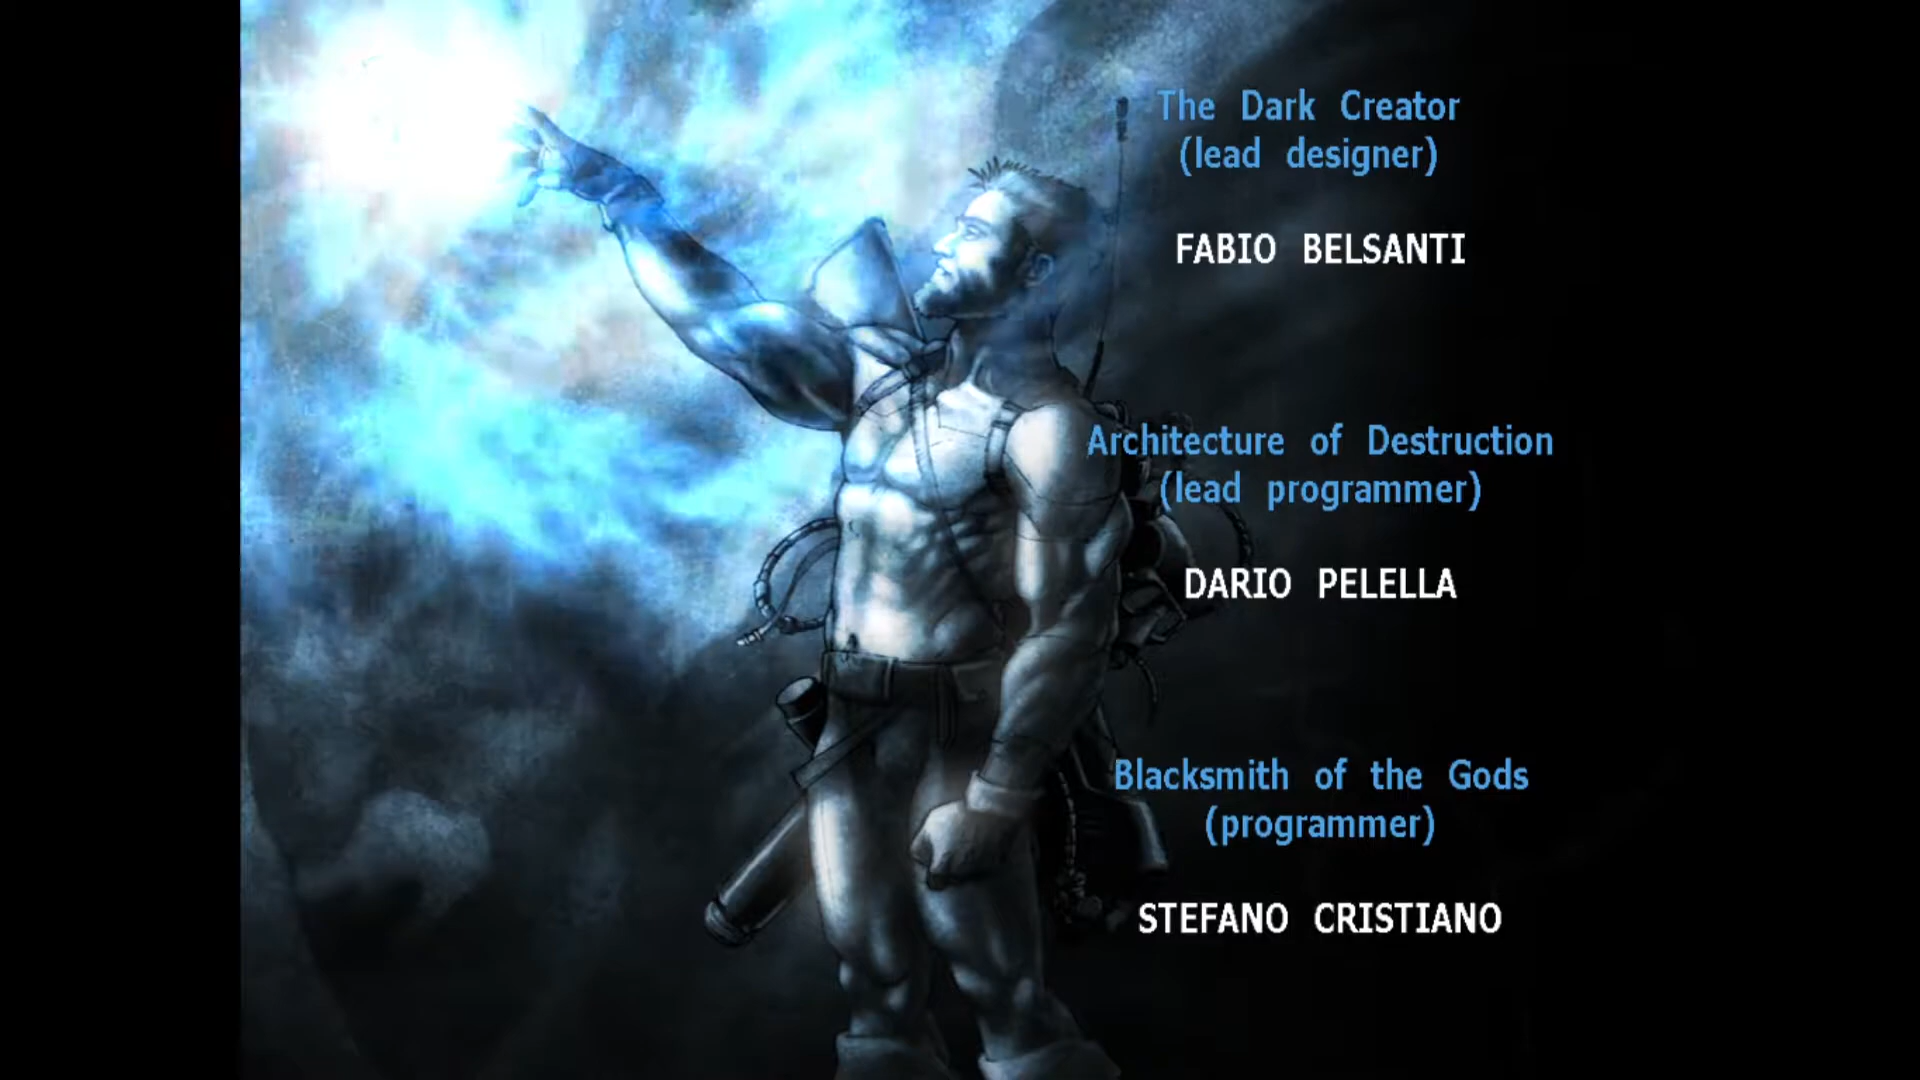 The Dark Creator
(lead designer)
FABIO BELSANTI
Architecture of Destruction
(lead programmer)
DARIO PELELLA
Blacksmith of the Gods
(programmer)
STEFANO CRISTIANO